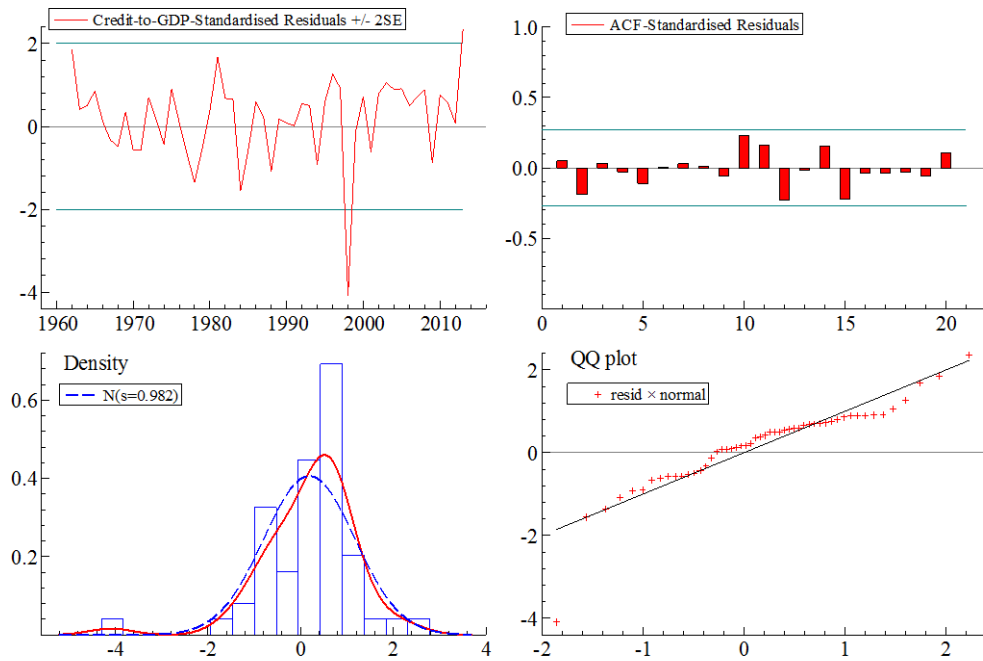 Credit-to-GDP-Standardised Residuals +/- 2SE
2
0
-2
-4
1960 1970 1980 1990 2000 2010
ACF-Standardised Residuals
1.0
0.5
0.0
-0.5
0 5 10 15 20
Density
N(s=0.982)
0.6
0.4
0.2
-4 -2 0 2 4
QQ plot
resid × normal
2
0
-2
-4
-2 -1 0 1 2